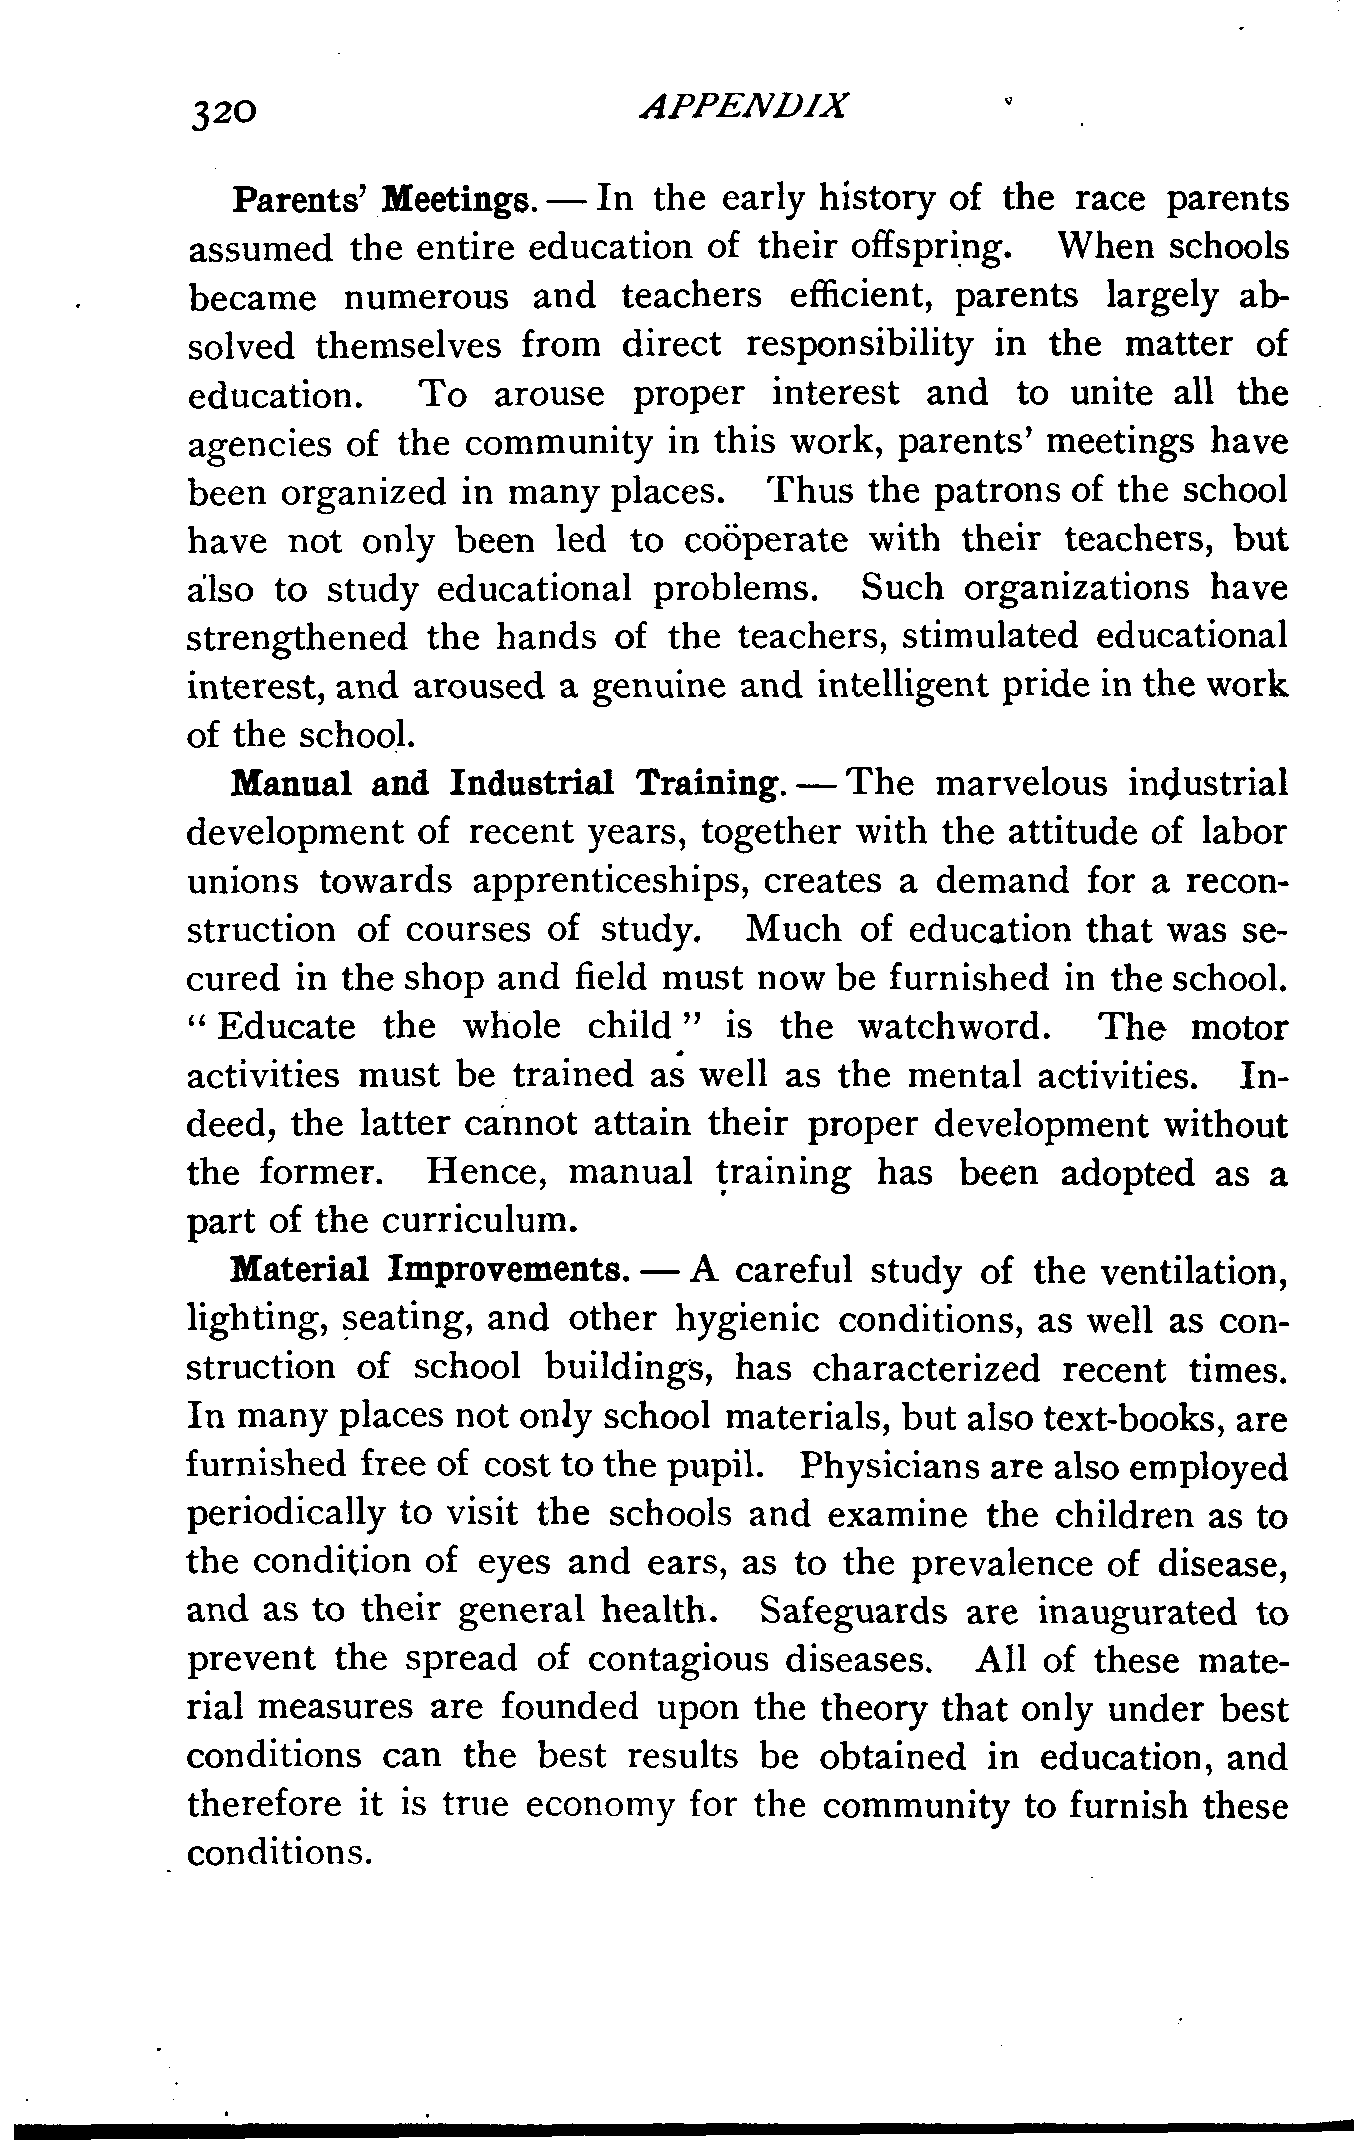 320 APPENDIX
Parents' Meetings. — In the early history of the race parents
assumed the entire education of their offspring. When schools
became numerous and teachers efficient, parents largely ab-
solved themselves from direct responsibility in the matter of
education. To arouse proper interest and to unite all the
agencies of the community in this work, parents' meetings have
been organized in many places. Thus the patrons of the school
have not only been led to coöperate with their teachers, but
also to study educational problems. Such organizations have
strengthened the hands of the teachers, stimulated educational
interest, and aroused a genuine and intelligent pride in the work
of the school.
Manual and Industrial Training. — The marvelous industrial
development of recent years, together with the attitude of labor
unions towards apprenticeships, creates a demand for a recon-
struction of courses of study. Much of education that was se-
cured in the shop and field must now be furnished in the school.
“ Educate the whole child ” is the watchword. The motor
activities must be trained as well as the mental activities. In-
deed, the latter cannot attain their proper development without
the former. Hence, manual training has been adopted as a
part of the curriculum.
Material Improvements. — A careful study of the ventilation,
lighting, seating, and other hygienic conditions, as well as con-
struction of school buildings, has characterized recent times.
In many places not only school materials, but also text-books, are
furnished free of cost to the pupil. Physicians are also employed
periodically to visit the schools and examine the children as to
the condition of eyes and ears, as to the prevalence of disease,
and as to their general health. Safeguards are inaugurated to
prevent the spread of contagious diseases. All of these mate-
rial measures are founded upon the theory that only under best
conditions can the best results be obtained in education, and
therefore it is true economy for the community to furnish these
conditions.